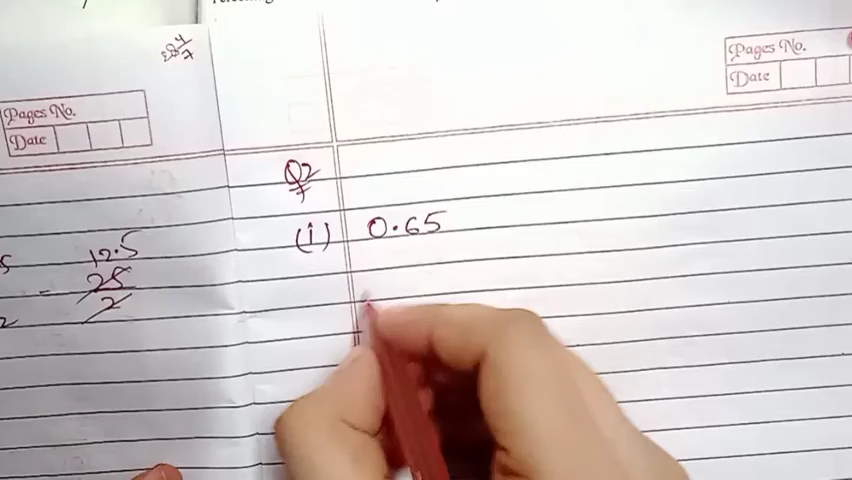 Pages No.
Date
12.5
= 25
2
Pages No.
Date
Q2
(i) 0.65